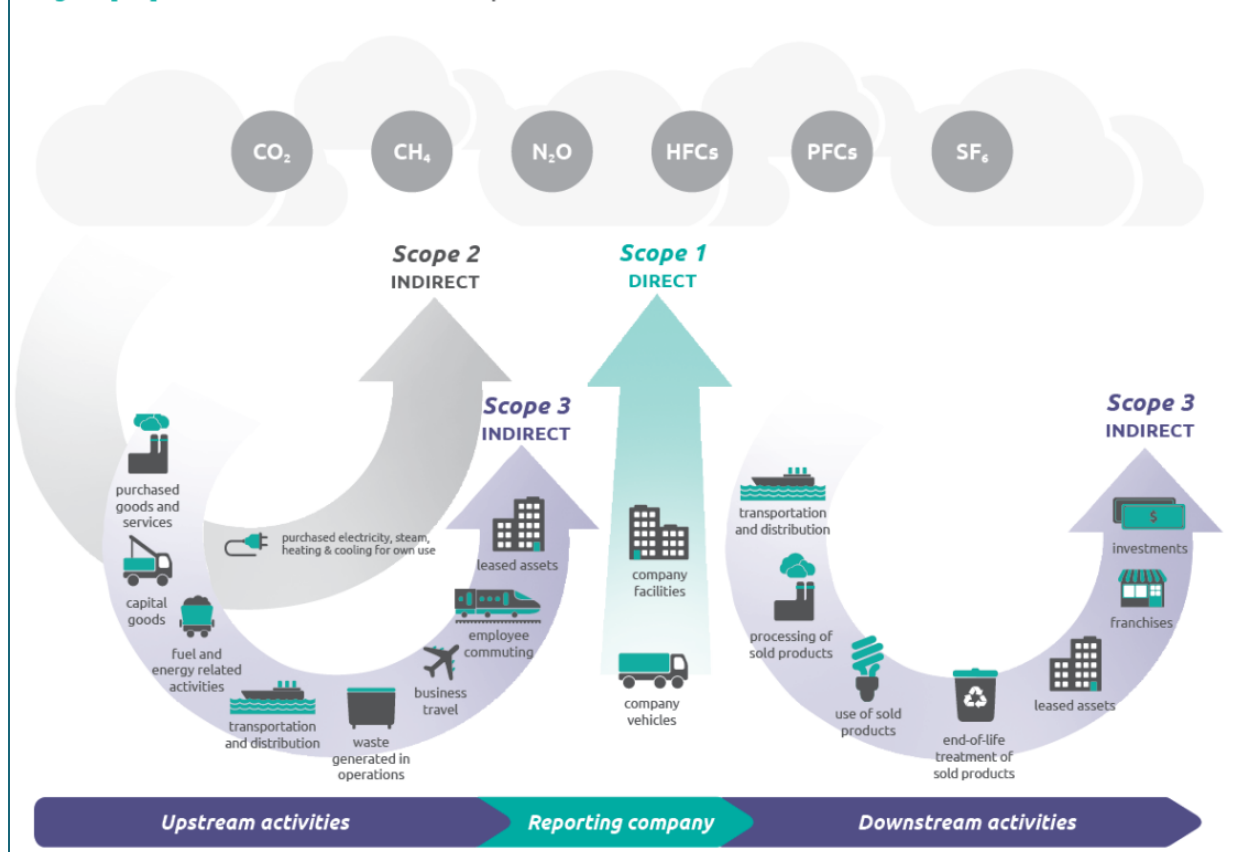 CO₂
CH₄
N₂O
HFCs
PFCs
SF₆
Scope 2
INDIRECT
Scope 1
DIRECT
Scope 3
INDIRECT
Scope 3
INDIRECT
purchased
goods and
services
capital
goods
fuel and
energy related
activities
purchased electricity, steam,
heating & cooling for own use
transportation
and distribution
waste
generated in
operations
business
travel
employee
commuting
leased assets
company
facilities
company
vehicles
transportation
and distribution
processing of
sold products
use of sold
products
end-of-life
treatment of
sold products
leased assets
franchises
$
investments
Upstream activities
Reporting company
Downstream activities